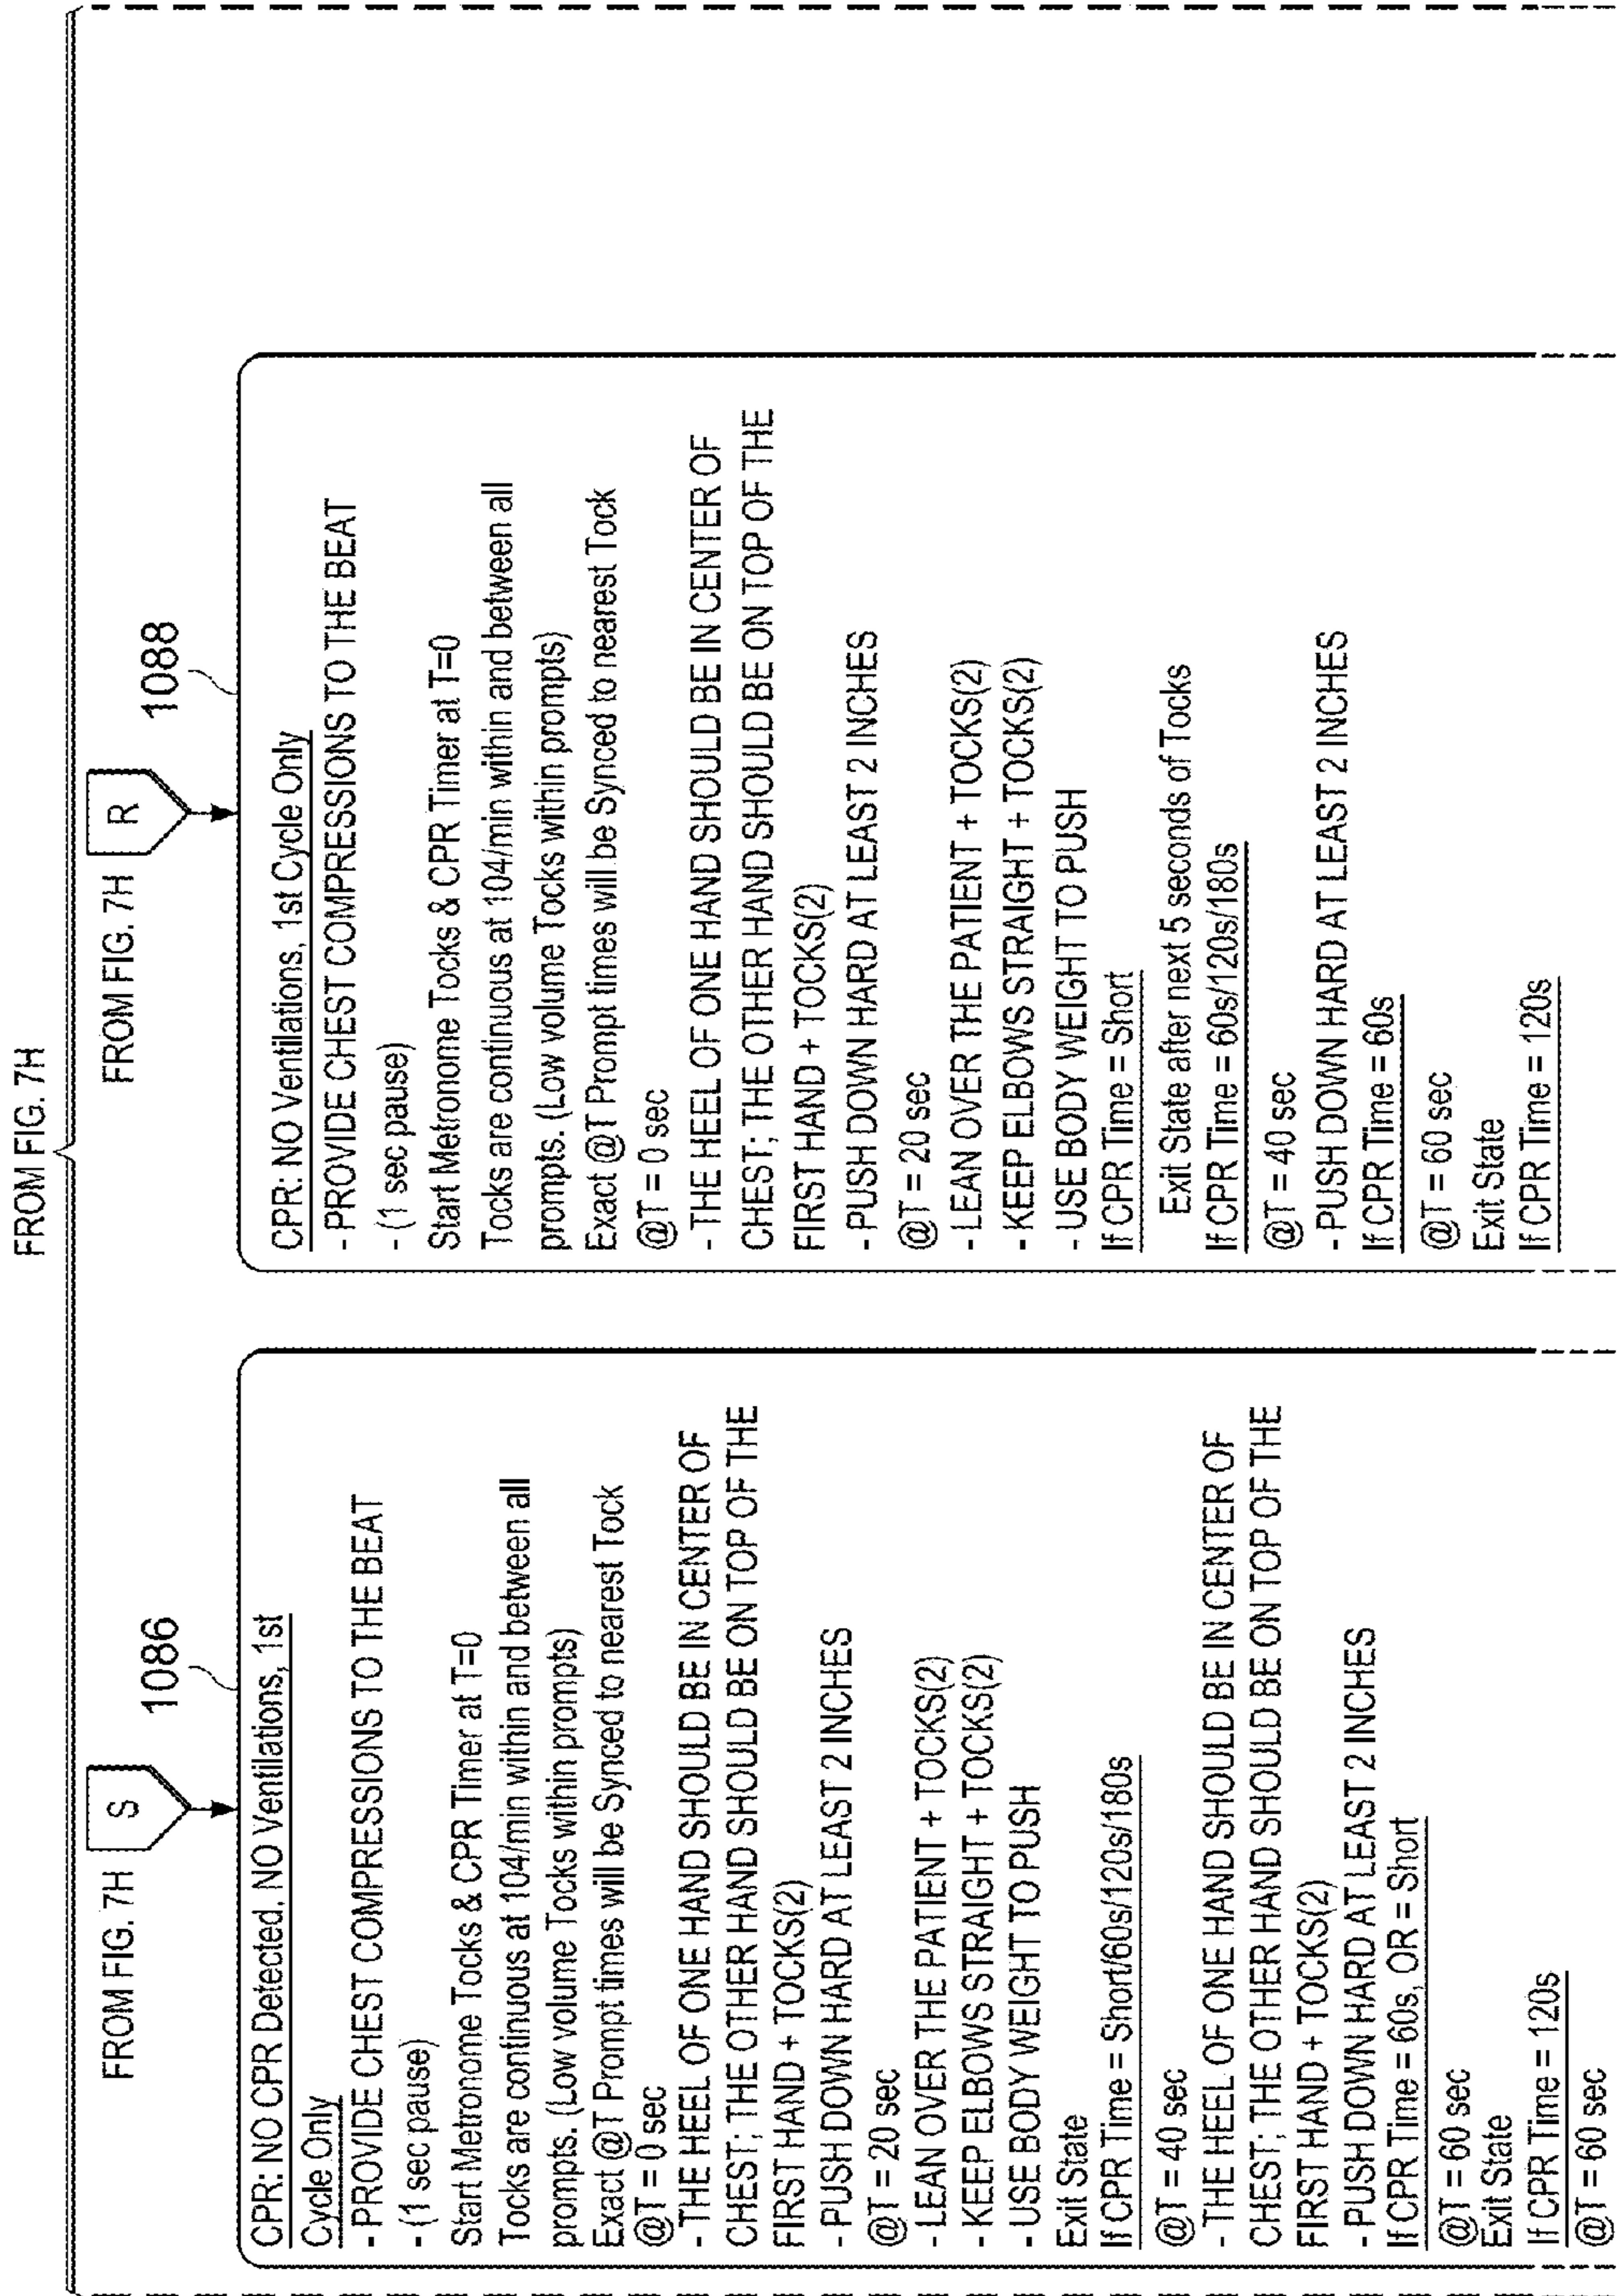 FROM FIG. 7H
FROM FIG. 7H
S
1086
CPR: NO CPR Detected, NO Ventilations, 1st
Cycle Only
- PROVIDE CHEST COMPRESSIONS TO THE BEAT
- (1 sec pause)
Start Metronome Tocks & CPR Timer at T=0
Tocks are continuous at 104/min within and between all
prompts. (Low volume Tocks within prompts)
Exact @T Prompt times will be Synced to nearest Tock
@T = 0 sec
- THE HEEL OF ONE HAND SHOULD BE IN CENTER OF
CHEST; THE OTHER HAND SHOULD BE ON TOP OF THE
FIRST HAND + TOCKS(2)
- PUSH DOWN HARD AT LEAST 2 INCHES
@T = 20 sec
- LEAN OVER THE PATIENT + TOCKS(2)
- KEEP ELBOWS STRAIGHT + TOCKS(2)
- USE BODY WEIGHT TO PUSH
Exit State
If CPR Time = Short/60s/120s/180s
@T = 40 sec
- THE HEEL OF ONE HAND SHOULD BE IN CENTER OF
CHEST; THE OTHER HAND SHOULD BE ON TOP OF THE
FIRST HAND + TOCKS(2)
- PUSH DOWN HARD AT LEAST 2 INCHES
If CPR Time = 60s, OR = Short
@T = 60 sec
Exit State
If CPR Time = 120s
@T = 60 sec
FROM FIG. 7H
R
1088
CPR: NO Ventilations, 1st Cycle Only
- PROVIDE CHEST COMPRESSIONS TO THE BEAT
- (1 sec pause)
Start Metronome Tocks & CPR Timer at T=0
Tocks are continuous at 104/min within and between all
prompts. (Low volume Tocks within prompts)
Exact @T Prompt times will be Synced to nearest Tock
@T = 0 sec
- THE HEEL OF ONE HAND SHOULD BE IN CENTER OF
CHEST; THE OTHER HAND SHOULD BE ON TOP OF THE
FIRST HAND + TOCKS(2)
- PUSH DOWN HARD AT LEAST 2 INCHES
@T = 20 sec
- LEAN OVER THE PATIENT + TOCKS(2)
- KEEP ELBOWS STRAIGHT + TOCKS(2)
- USE BODY WEIGHT TO PUSH
If CPR Time = Short
Exit State after next 5 seconds of Tocks
If CPR Time = 60s/120s/180s
@T = 40 sec
- PUSH DOWN HARD AT LEAST 2 INCHES
If CPR Time = 60s
@T = 60 sec
Exit State
If CPR Time = 120s